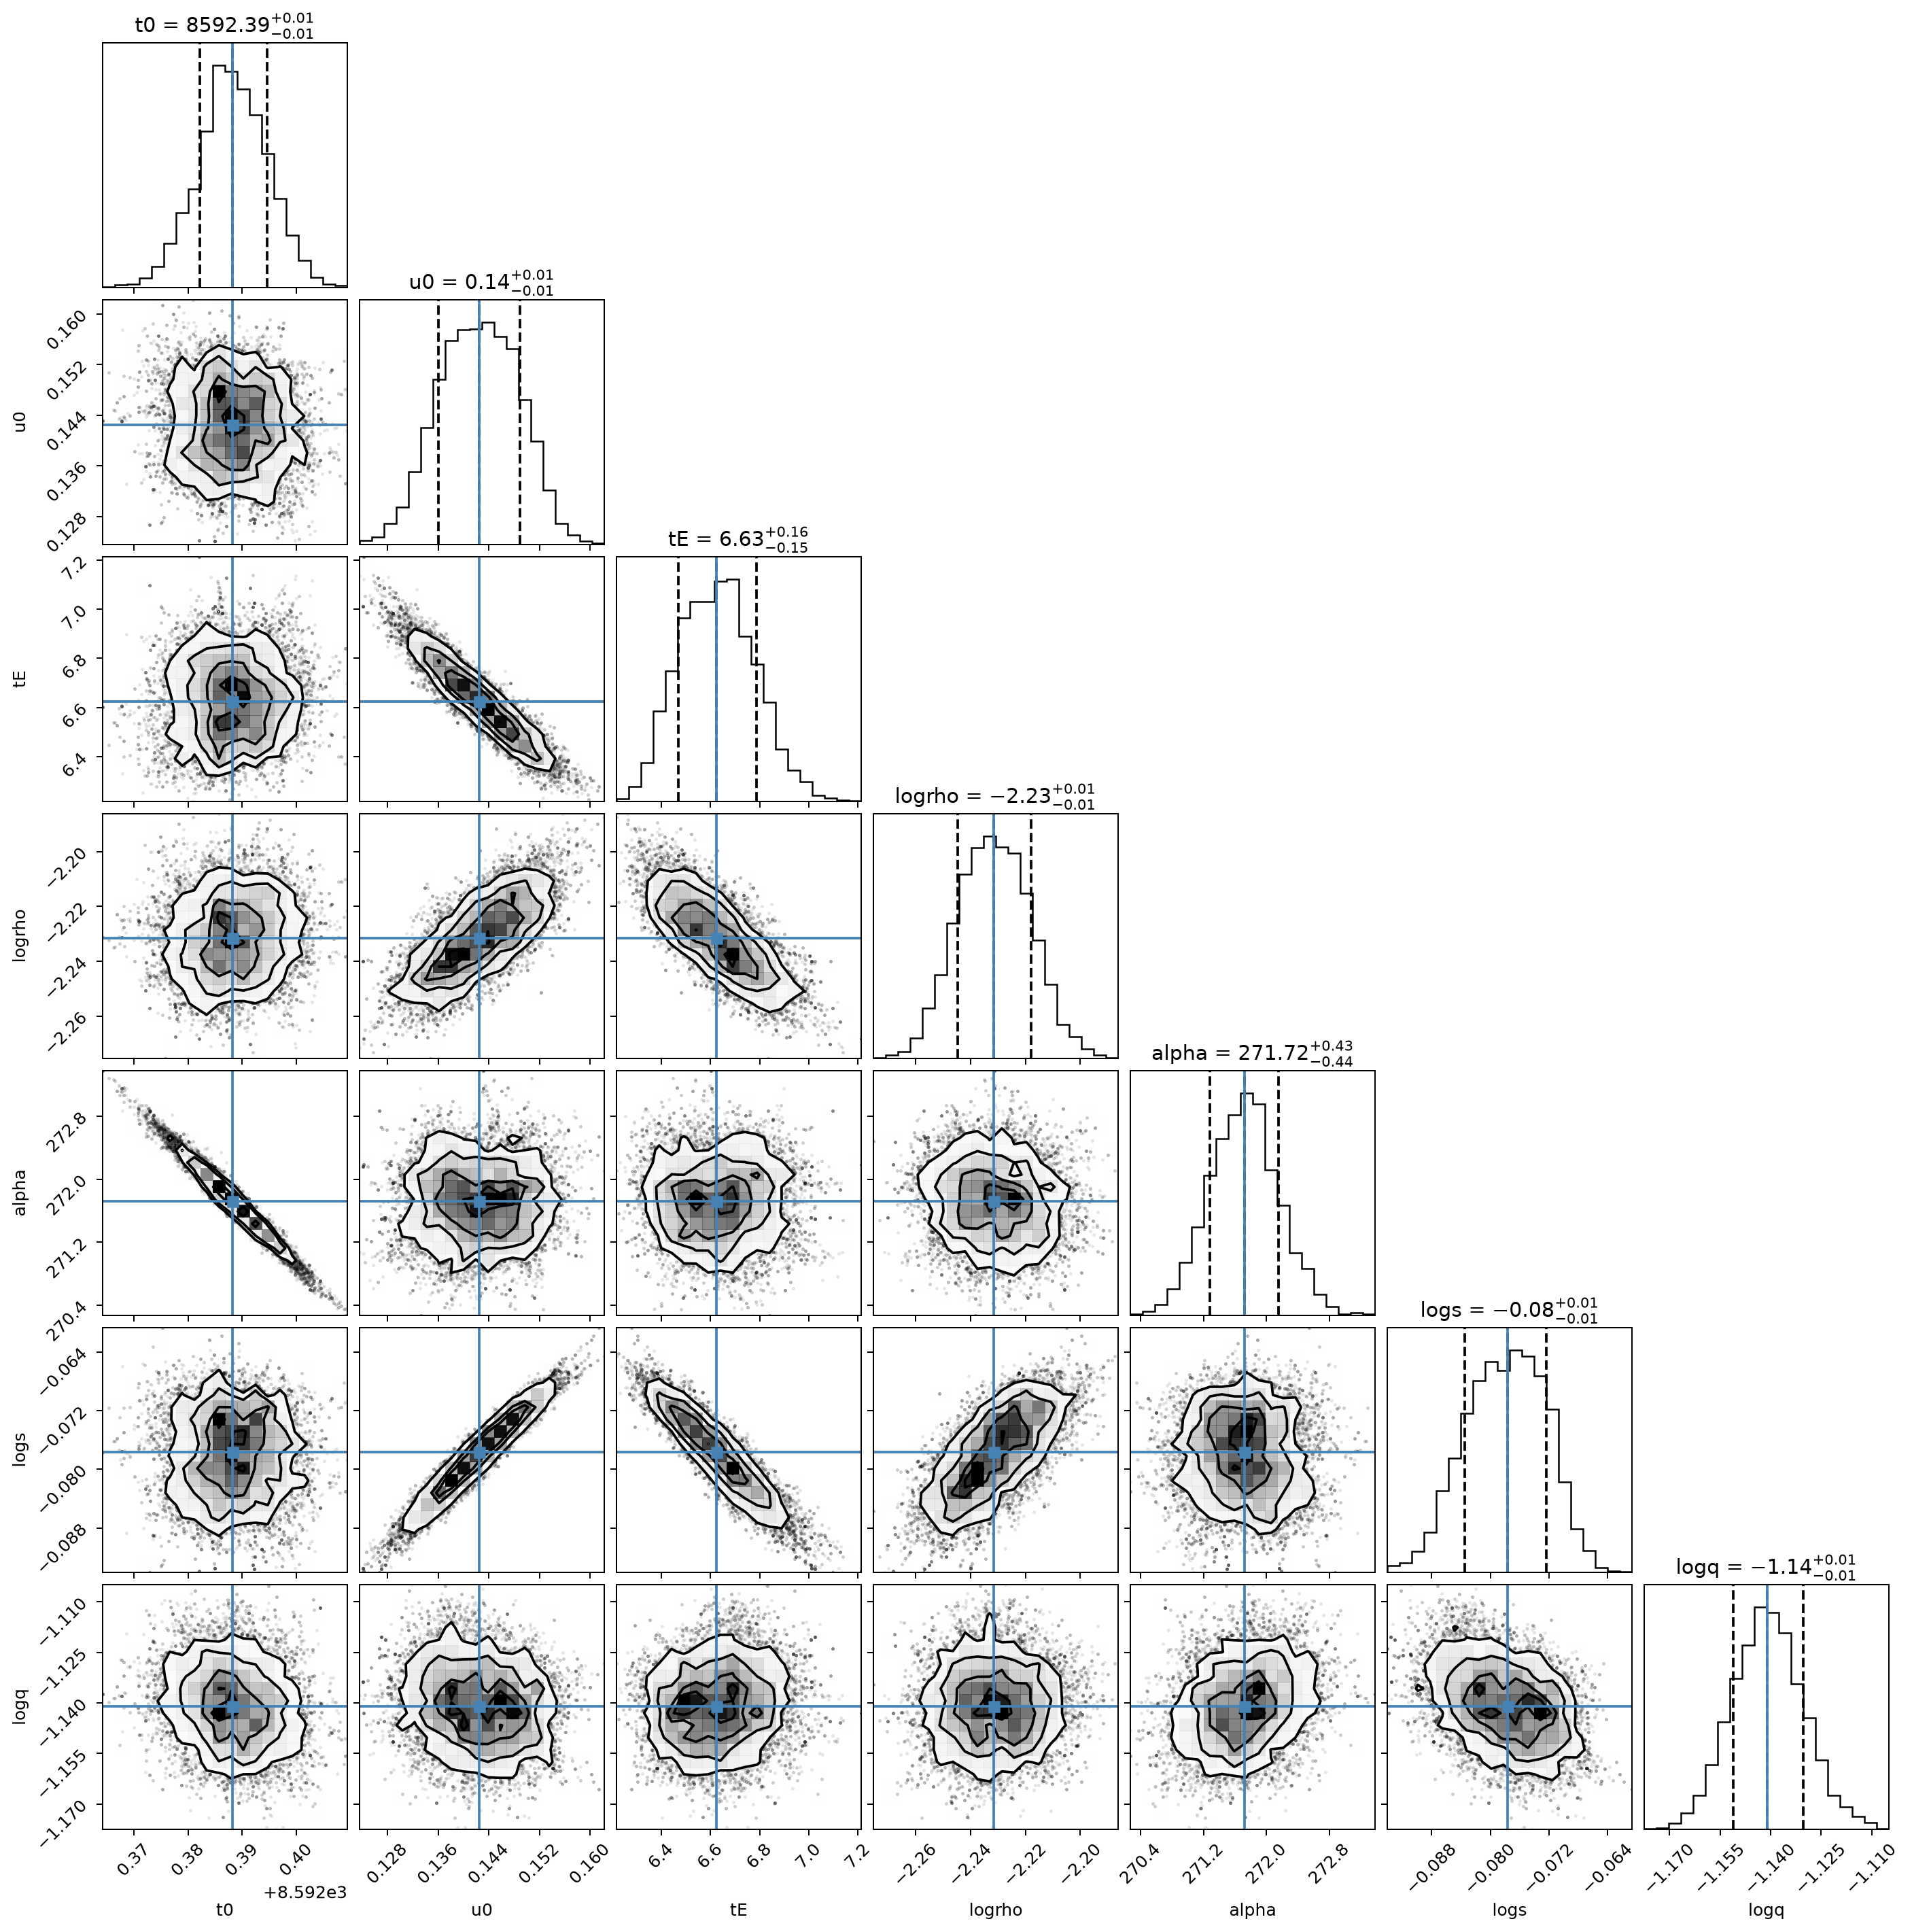 t0 = 8592.39+0.01−0.01
u0 = 0.14+0.01−0.01
0.160
0.152
0.144
0.136
0.128
u0
tE = 6.63+0.16−0.15
7.2
7.0
6.8
6.6
6.4
tE
logrho = −2.23+0.01−0.01
−2.20
−2.22
−2.24
−2.26
logrho
alpha = 271.72+0.43−0.44
272.8
272.0
271.2
270.4
alpha
logs = −0.08+0.01−0.01
−0.064
−0.072
−0.080
−0.088
logs
logq = −1.14+0.01−0.01
−1.110
−1.125
−1.140
−1.155
−1.170
logq
0.37 0.38 0.39 0.40
0.128 0.136 0.144 0.152 0.160
6.4 6.6 6.8 7.0 7.2
−2.26 −2.24 −2.22 −2.20
270.4 271.2 272.0 272.8
−0.088 −0.080 −0.072 −0.064
−1.170 −1.155 −1.140 −1.125 −1.110
+8.592e3
t0 u0 tE logrho alpha logs logq